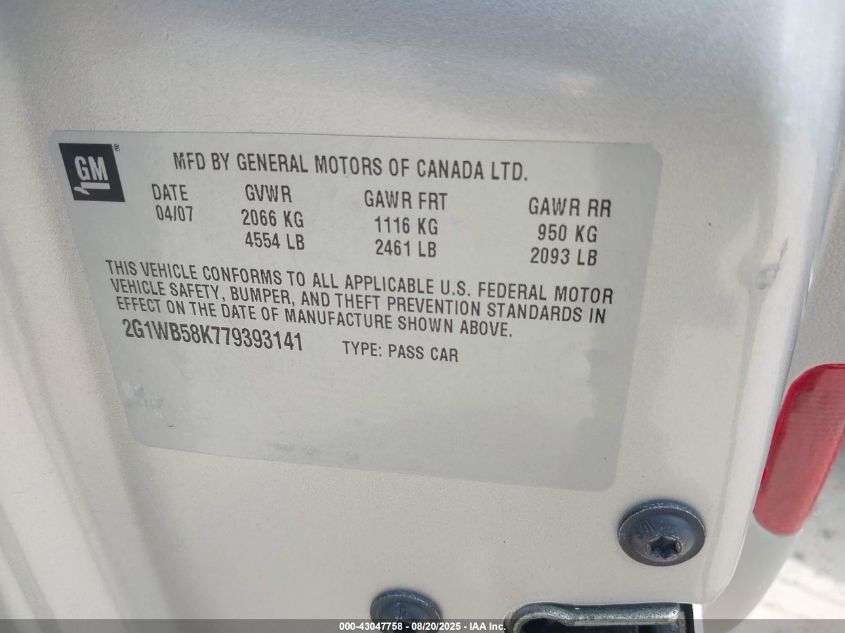 GM ®
MFD BY GENERAL MOTORS OF CANADA LTD.
DATE GVWR GAWR FRT GAWR RR
04/07 2066 KG 1116 KG 950 KG
4554 LB 2461 LB 2093 LB
THIS VEHICLE CONFORMS TO ALL APPLICABLE U.S. FEDERAL MOTOR
VEHICLE SAFETY, BUMPER, AND THEFT PREVENTION STANDARDS IN
EFFECT ON THE DATE OF MANUFACTURE SHOWN ABOVE.
2G1WB58K779393141 TYPE: PASS CAR
000-43047758 - 08/20/2025 - IAA Inc.